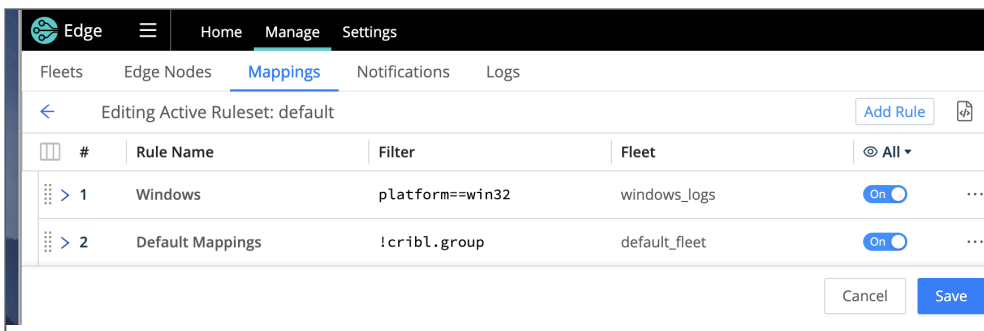 Edge Home Manage Settings
Fleets Edge Nodes Mappings Notifications Logs
Editing Active Ruleset: default Add Rule
# Rule Name Filter Fleet All
1 Windows platform==win32 windows_logs On
2 Default Mappings !cribl.group default_fleet On
Cancel Save